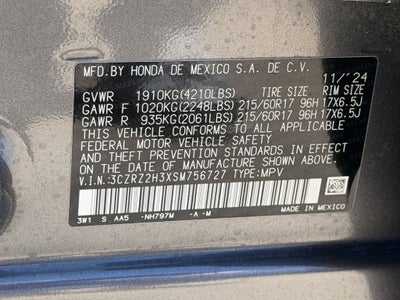 MFD.BY HONDA DE MEXICO S.A. DE C.V. 11/'24
GVWR 1910KG(4210LBS) TIRE SIZE RIM SIZE
GAWR F 1020KG(2248LBS) 215/60R17 96H 17X6.5J
GAWR R 935KG(2061LBS) 215/60R17 96H 17X6.5J
THIS VEHICLE CONFORMS TO ALL APPLICABLE
FEDERAL MOTOR VEHICLE SAFETY
STANDARDS IN EFFECT ON THE DATE OF
MANUFACTURE SHOWN ABOVE.
V.I.N.:3CZRZ2H3XSM756727 TYPE:MPV
3W1 S AA5 -NH797M -A -M
MADE IN MEXICO